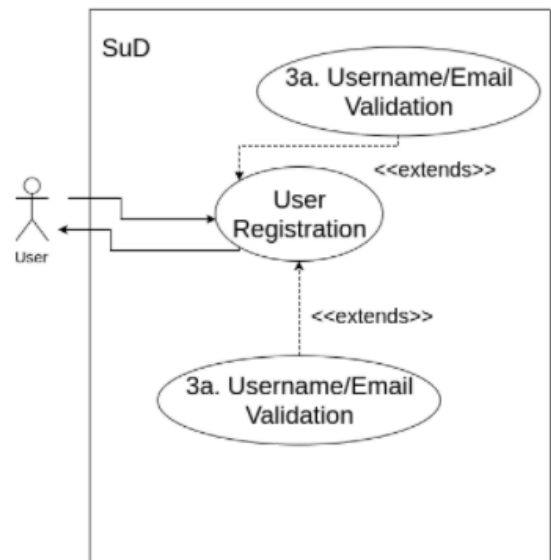 SuD
3a. Username/Email
Validation
<<extends>>
User
Registration
User
<<extends>>
3a. Username/Email
Validation